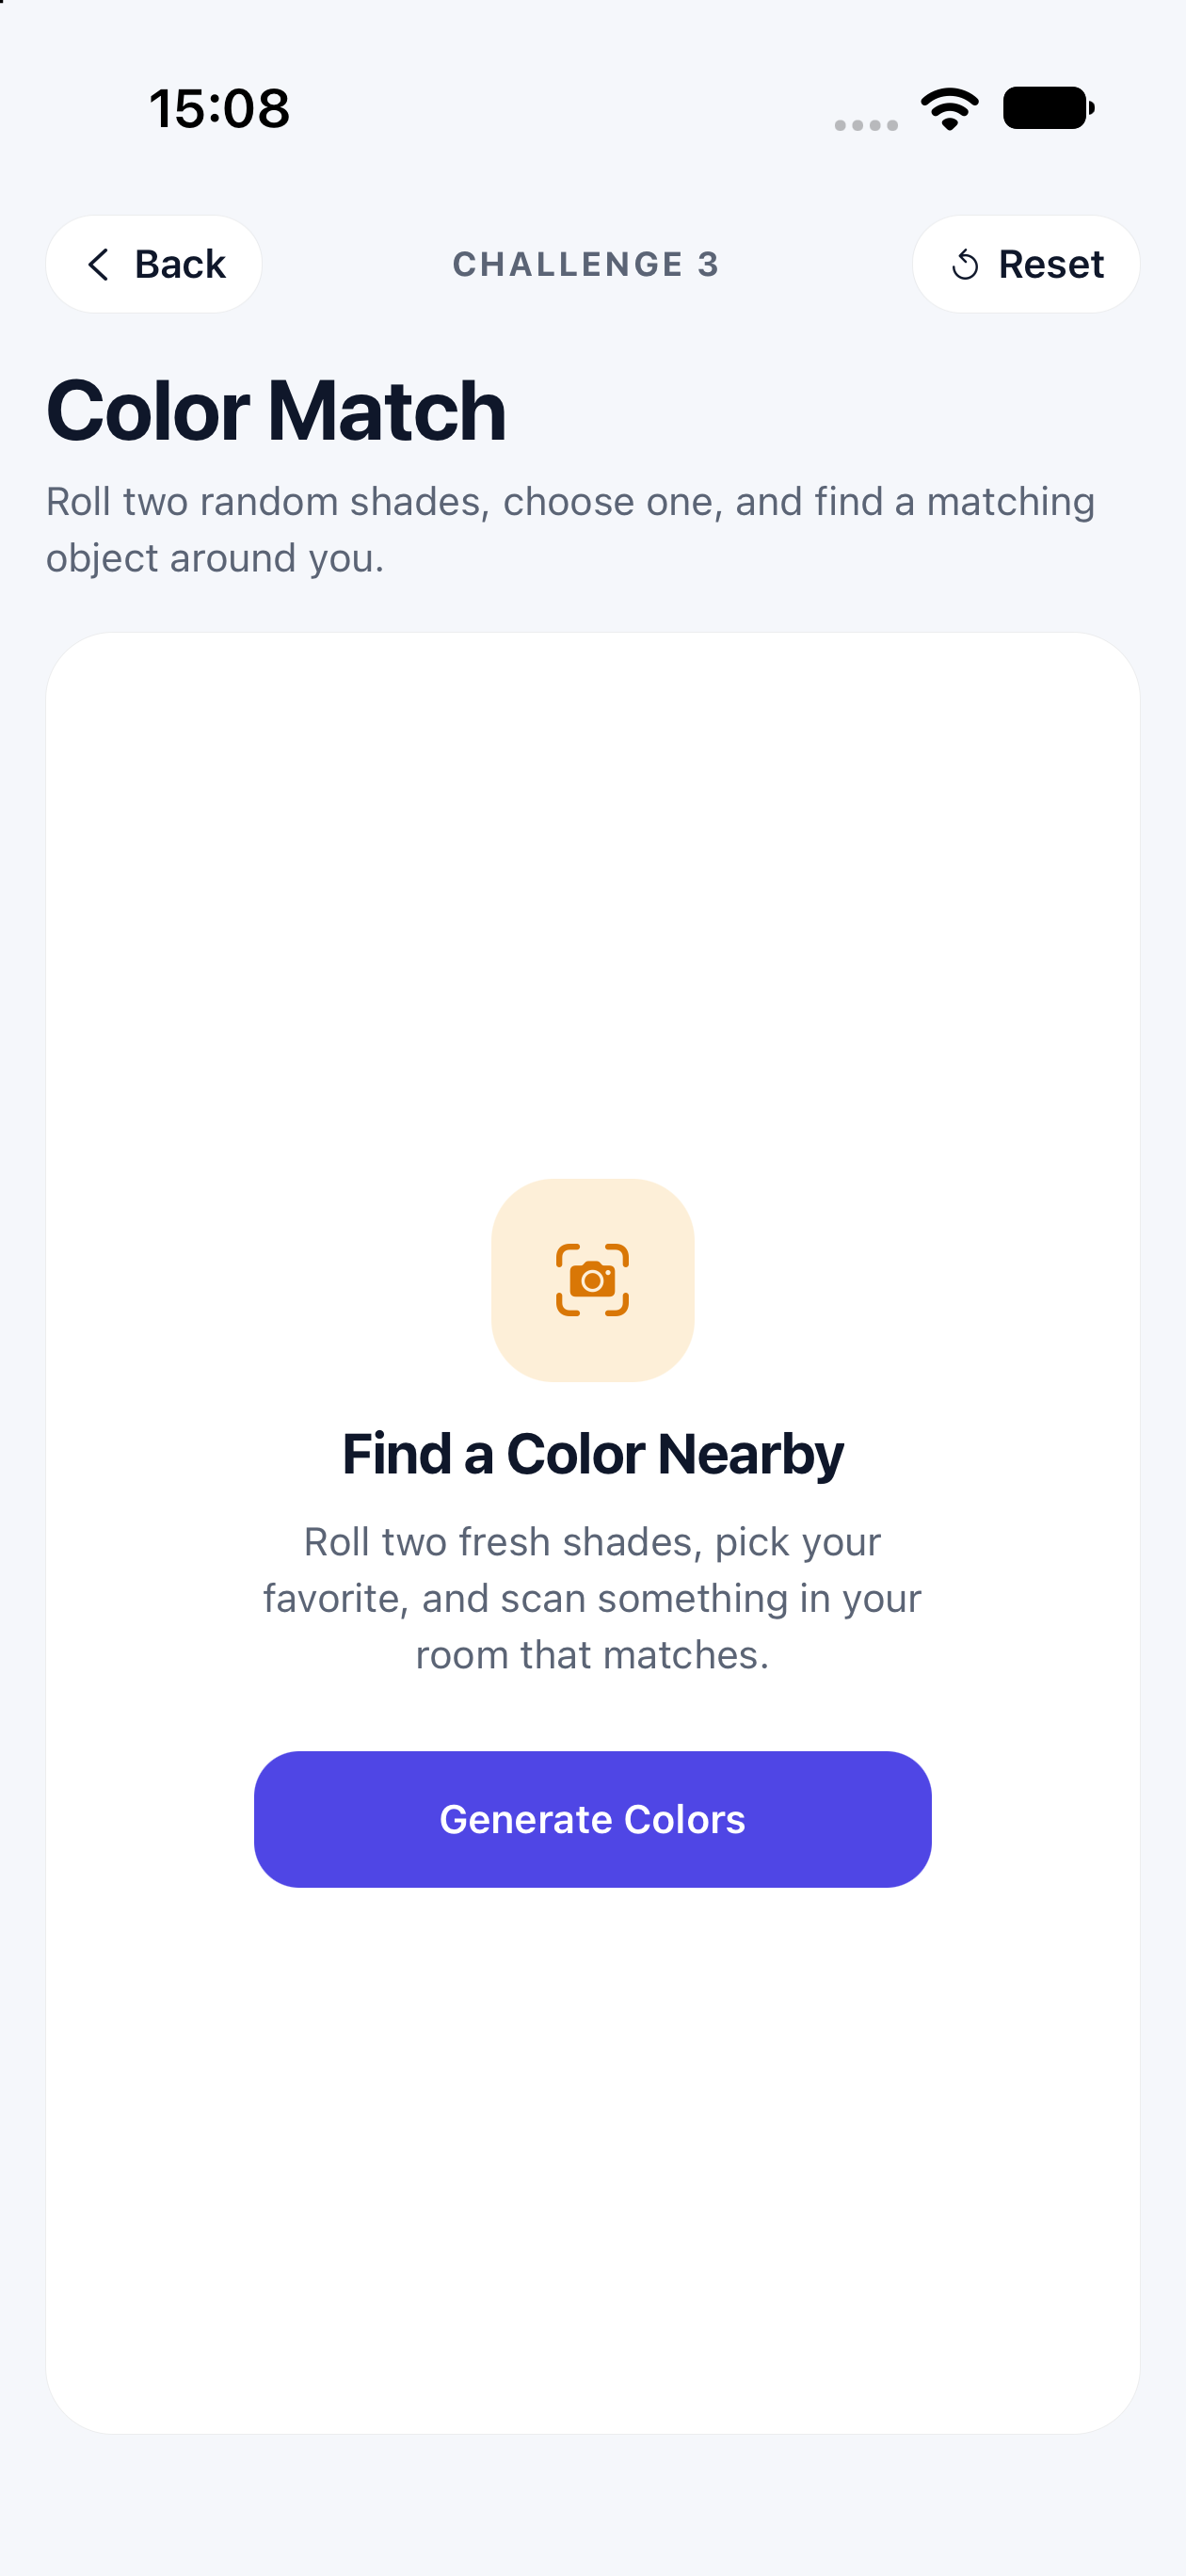 15:08
Back
CHALLENGE 3
Reset
Color Match
Roll two random shades, choose one, and find a matching
object around you.
Find a Color Nearby
Roll two fresh shades, pick your
favorite, and scan something in your
room that matches.
Generate Colors